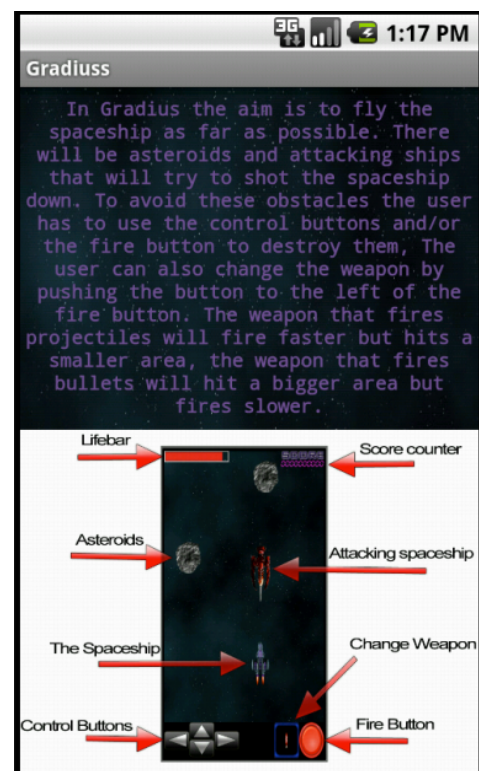 3G 1:17 PM
Gradiuss
In Gradius the aim is to fly the
spaceship as far as possible. There
will be asteroids and attacking ships
that will try to shot the spaceship
down. To avoid these obstacles the user
has to use the control buttons and/or
the fire button to destroy them, The
user can also change the weapon by
pushing the button to the left of the
fire button. The weapon that fires
projectiles will fire faster but hits a
smaller area, the weapon that fires
bullets will hit a bigger area but
fires slower.
Lifebar
Score counter
SCORE
Asteroids
Attacking spaceship
The Spaceship
Change Weapon
Control Buttons
Fire Button